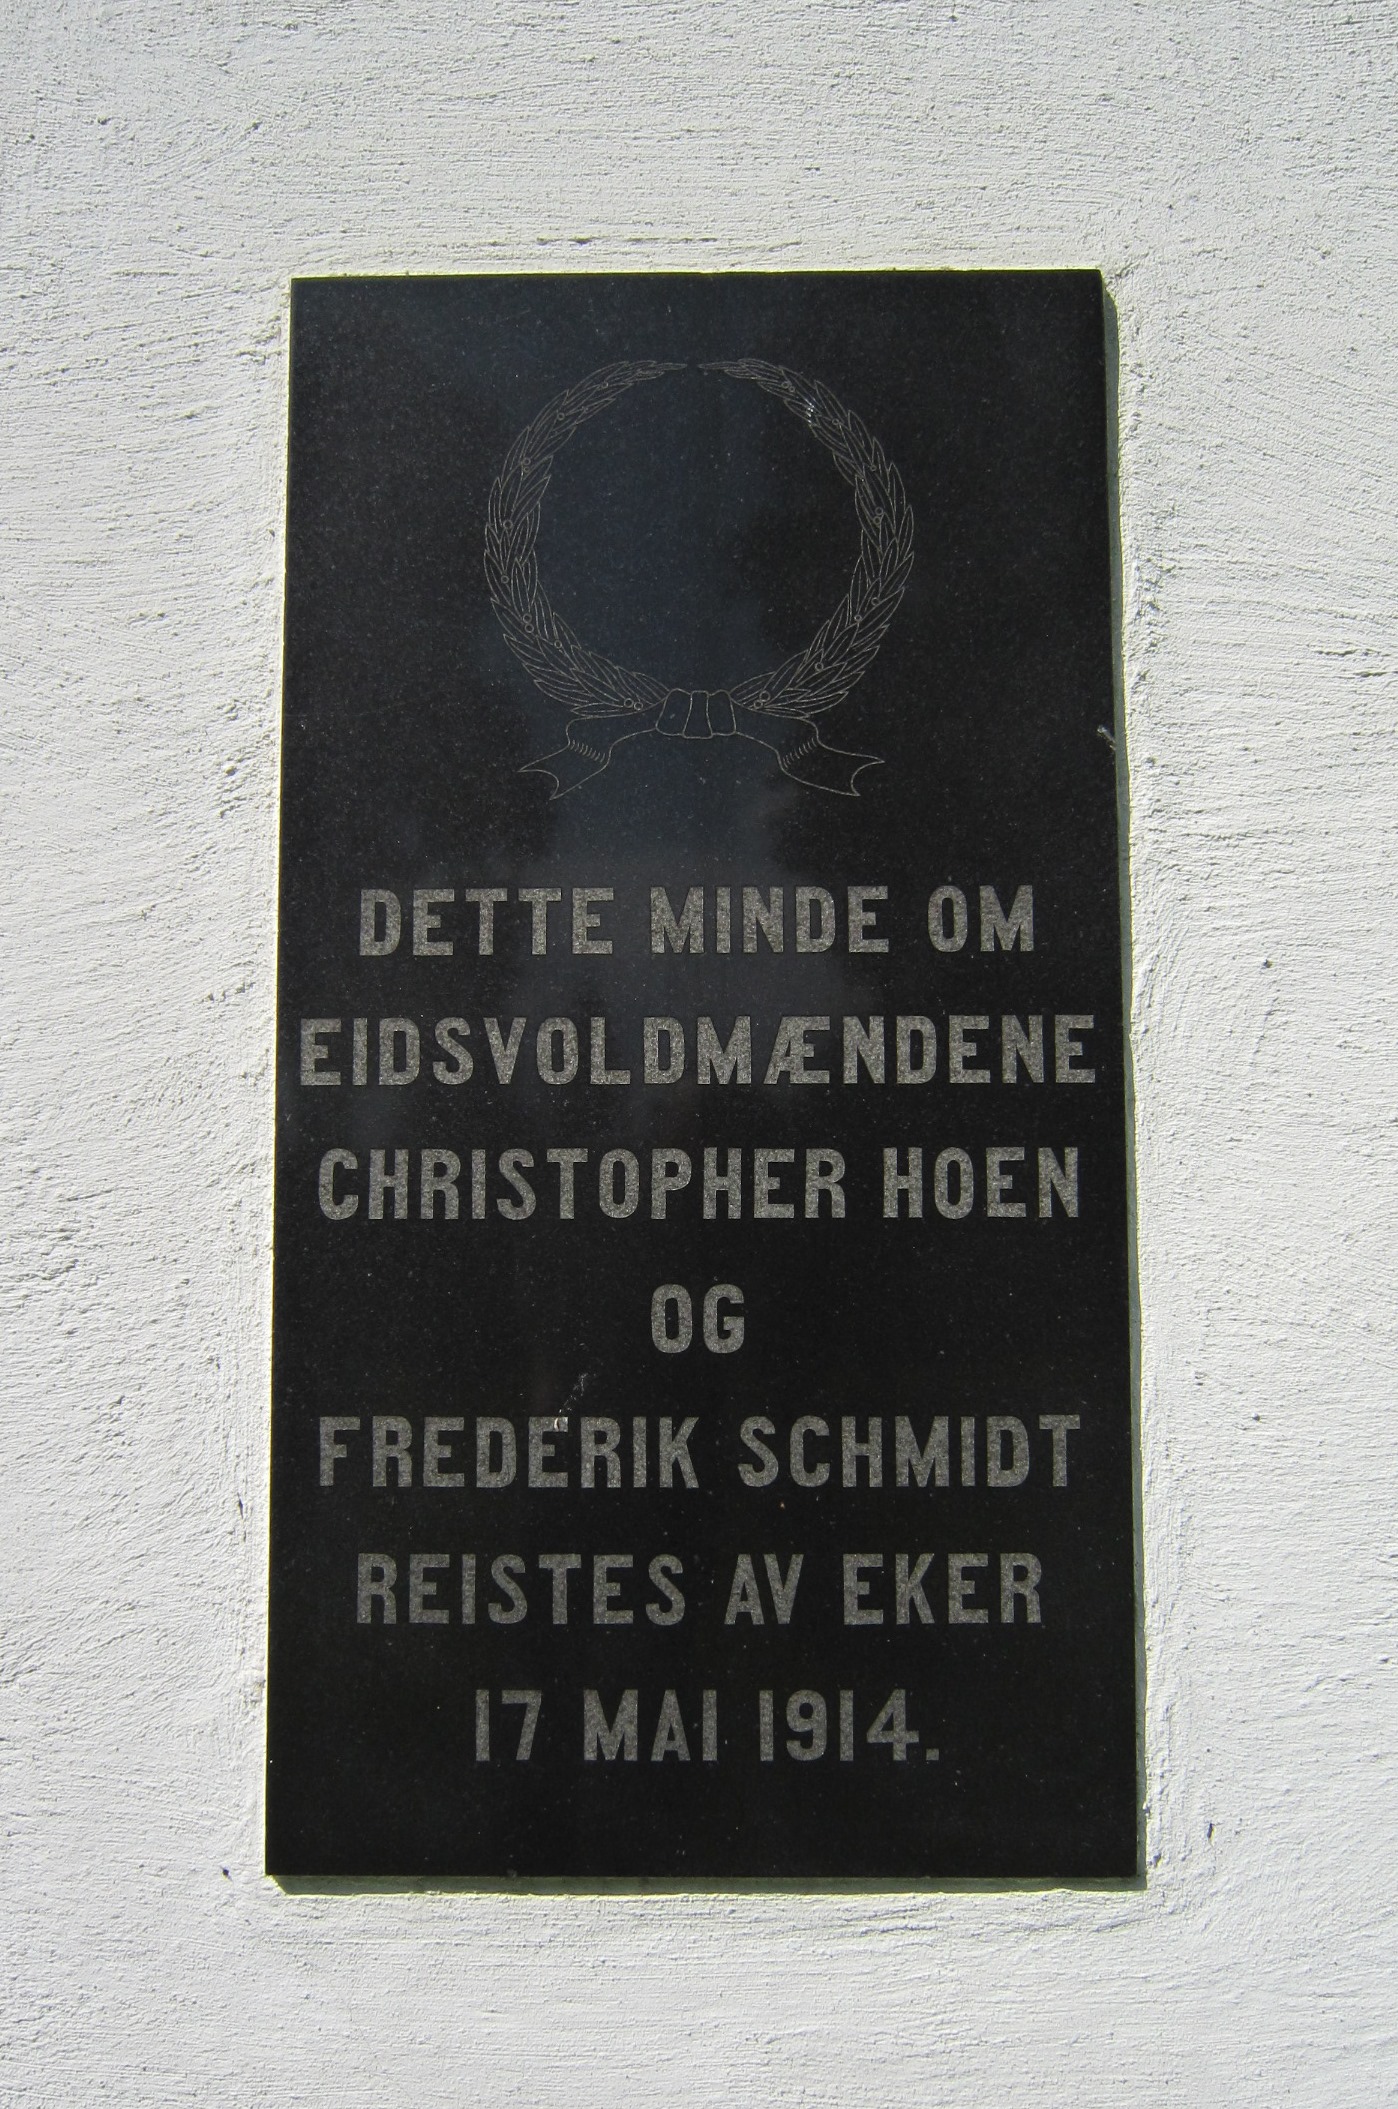 DETTE MINDE OM
EIDSVOLDMÆNDENE
CHRISTOPHER HOEN
OG
FREDERIK SCHMIDT
REISTES AV EKER
17 MAI 1914.